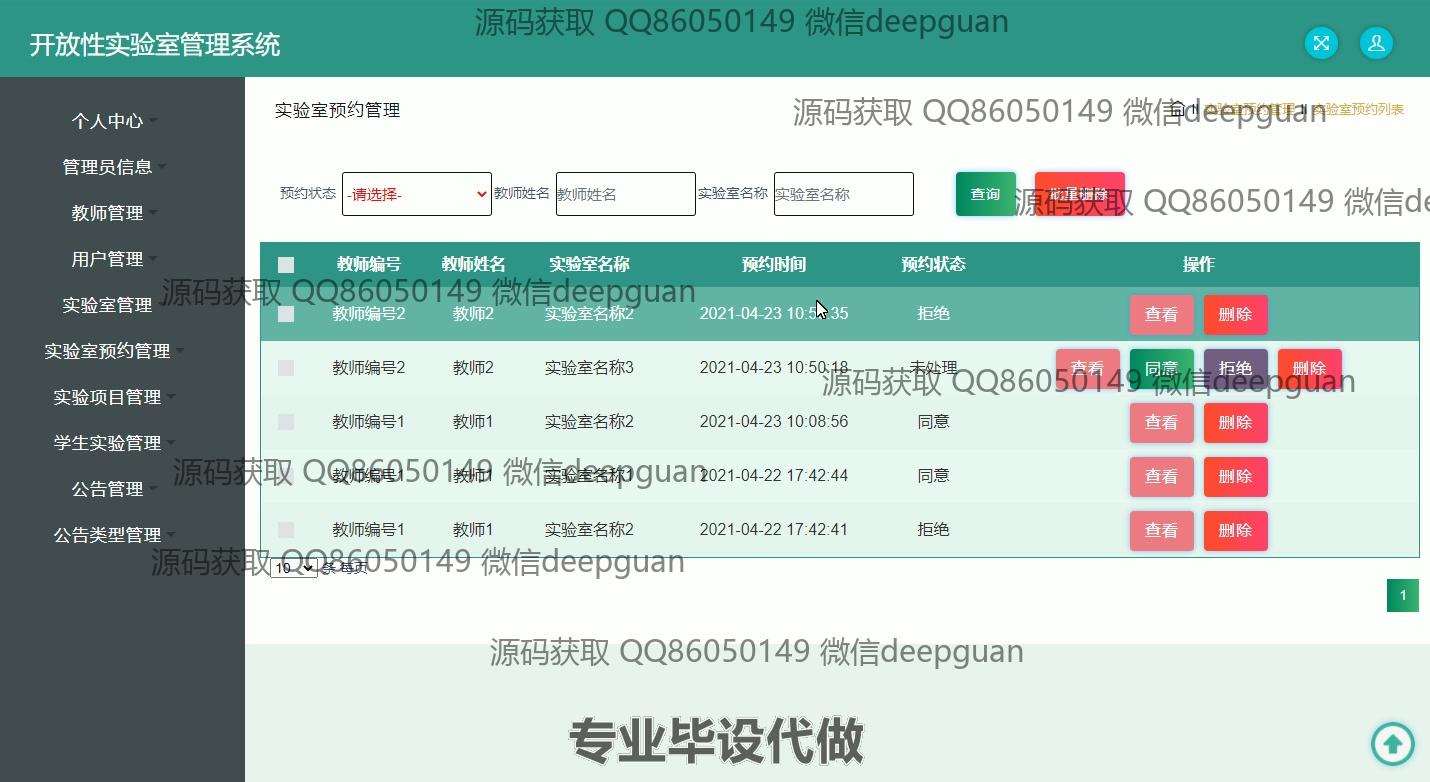 源码获取 QQ86050149 微信deepguan
开放性实验室管理系统
个人中心
管理员信息
教师管理
用户管理
实验室管理
实验室预约管理
实验项目管理
学生实验管理
公告管理
公告类型管理
实验室预约管理
实验室预约管理 实验室预约列表
源码获取 QQ86050149 微信deepguan
预约状态 -请选择- 教师姓名 教师姓名 实验室名称 实验室名称 查询 批量删除
源码获取 QQ86050149 微信de
教师编号 教师姓名 实验室名称 预约时间 预约状态 操作
源码获取 QQ86050149 微信deepguan
教师编号2 教师2 实验室名称2 2021-04-23 10:5 :35 拒绝 查看 删除
教师编号2 教师2 实验室名称3 2021-04-23 10:50:18 未处理 查看 同意 拒绝 删除
源码获取 QQ86050149 微信deepguan
教师编号1 教师1 实验室名称2 2021-04-23 10:08:56 同意 查看 删除
教师编号1 教师1 实验室名称1 2021-04-22 17:42:44 同意 查看 删除
源码获取 QQ86050149 微信deepguan
教师编号1 教师1 实验室名称2 2021-04-22 17:42:41 拒绝 查看 删除
源码获取 QQ86050149 微信deepguan
10 条 每页
1
源码获取 QQ86050149 微信deepguan
专业毕设代做